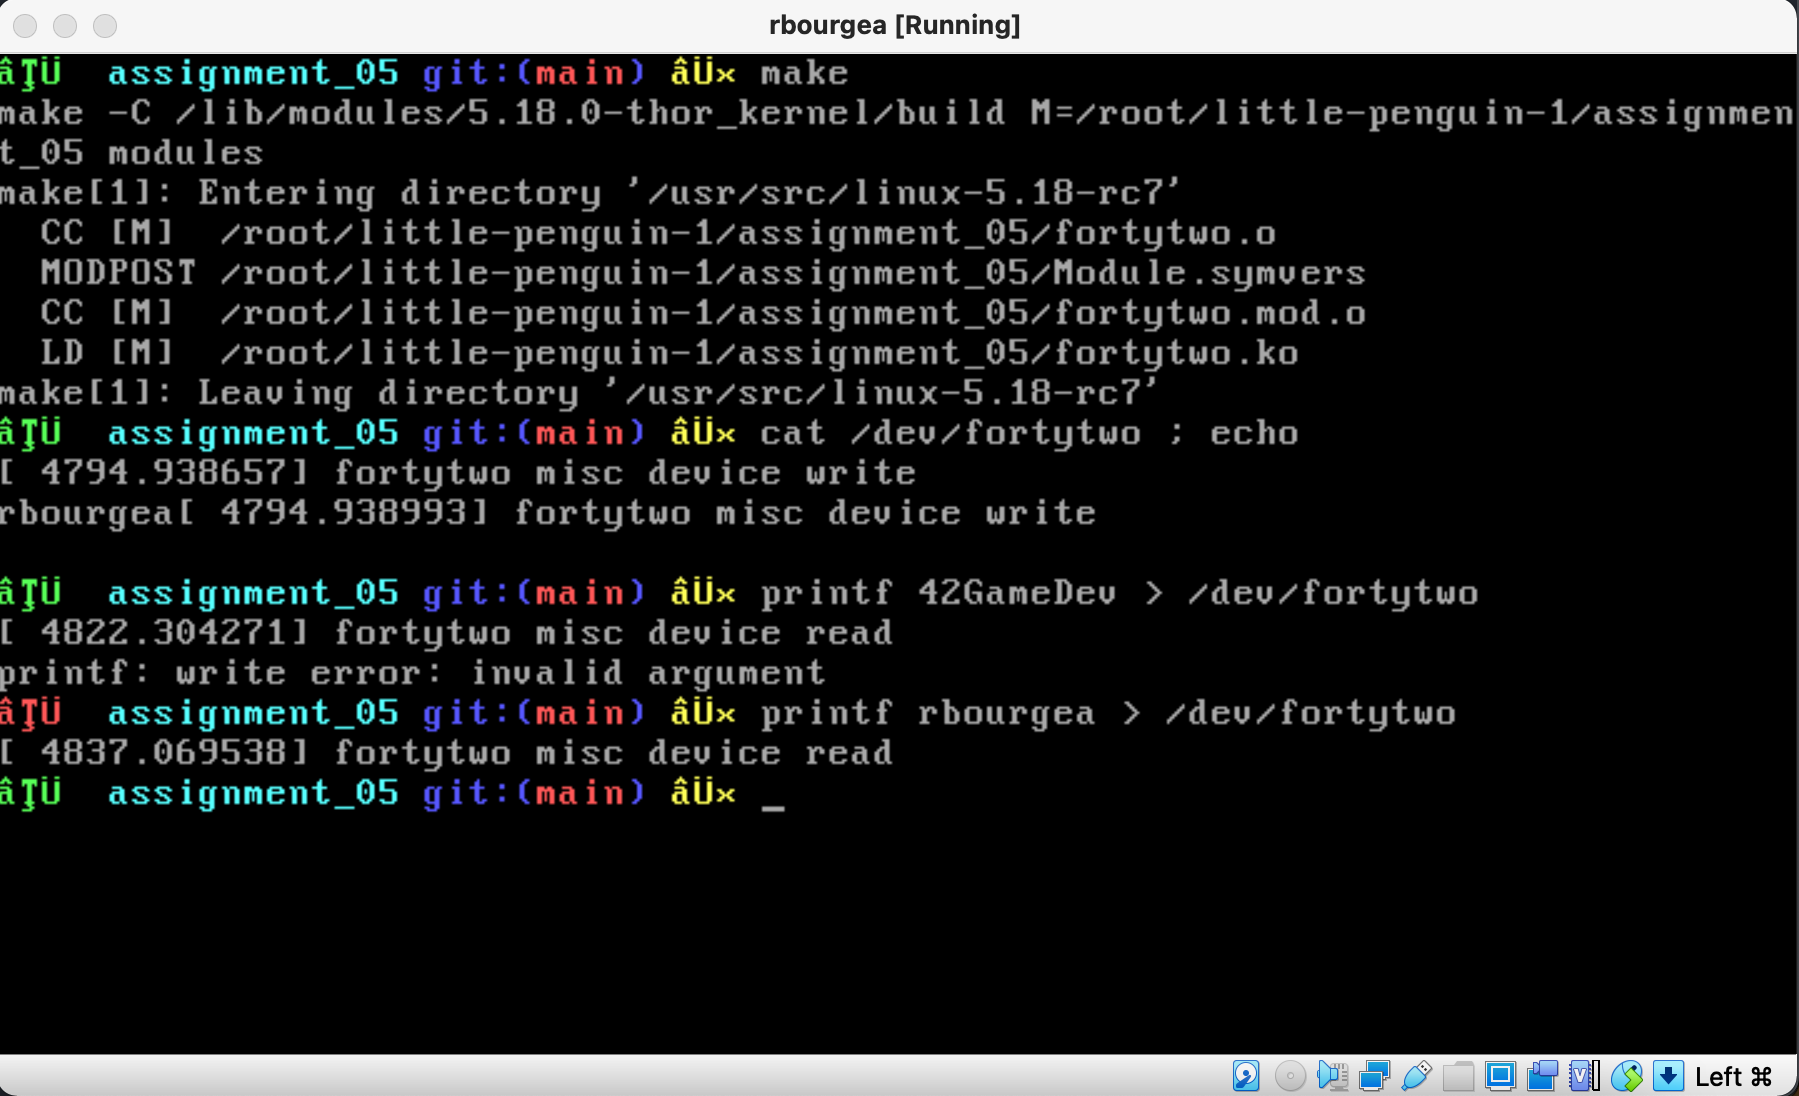 rbourgea [Running]
âŢÜ  assignment_05 git:(main) âÜ× make
make -C /lib/modules/5.18.0-thor_kernel/build M=/root/little-penguin-1/assignmen
t_05 modules
make[1]: Entering directory '/usr/src/linux-5.18-rc7'
  CC [M]  /root/little-penguin-1/assignment_05/fortytwo.o
  MODPOST /root/little-penguin-1/assignment_05/Module.symvers
  CC [M]  /root/little-penguin-1/assignment_05/fortytwo.mod.o
  LD [M]  /root/little-penguin-1/assignment_05/fortytwo.ko
make[1]: Leaving directory '/usr/src/linux-5.18-rc7'
âŢÜ  assignment_05 git:(main) âÜ× cat /dev/fortytwo ; echo
[ 4794.938657] fortytwo misc device write
rbourgea[ 4794.938993] fortytwo misc device write
âŢÜ  assignment_05 git:(main) âÜ× printf 42GameDev > /dev/fortytwo
[ 4822.304271] fortytwo misc device read
printf: write error: invalid argument
âŢÜ  assignment_05 git:(main) âÜ× printf rbourgea > /dev/fortytwo
[ 4837.069538] fortytwo misc device read
âŢÜ  assignment_05 git:(main) âÜ× _
Left ⌘